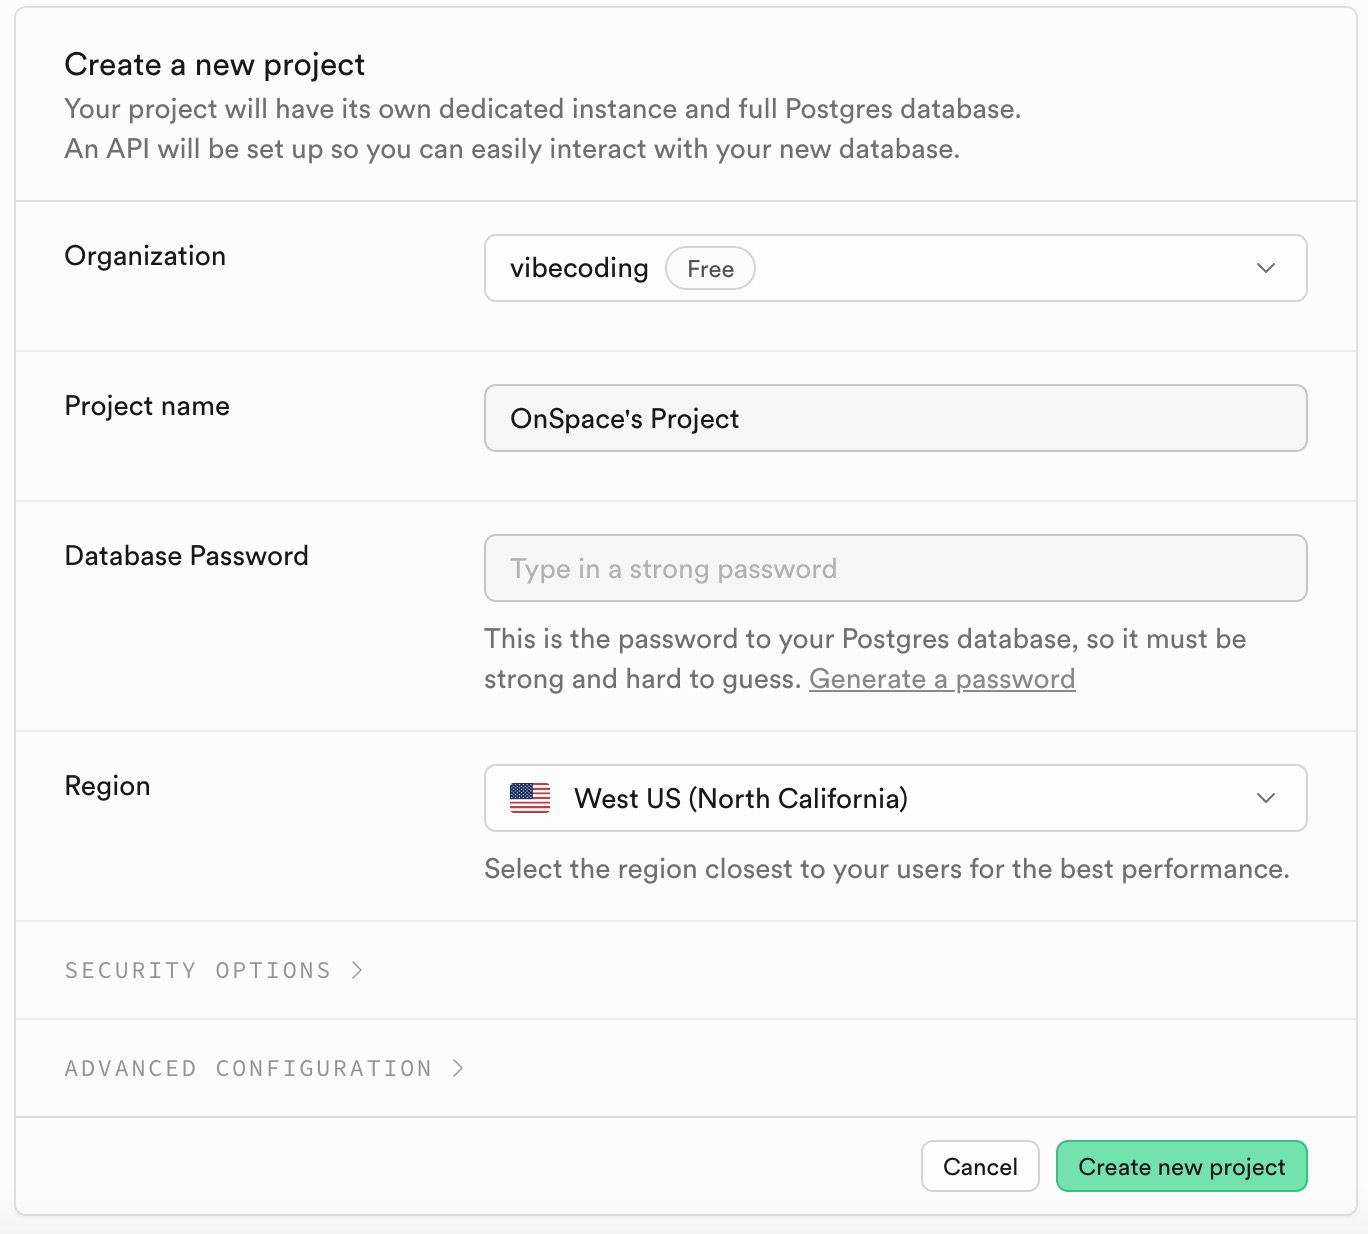 Create a new project
Your project will have its own dedicated instance and full Postgres database.
An API will be set up so you can easily interact with your new database.
Organization
vibecoding Free
Project name
OnSpace's Project
Database Password
Type in a strong password
This is the password to your Postgres database, so it must be
strong and hard to guess. Generate a password
Region
West US (North California)
Select the region closest to your users for the best performance.
SECURITY OPTIONS
ADVANCED CONFIGURATION
Cancel
Create new project